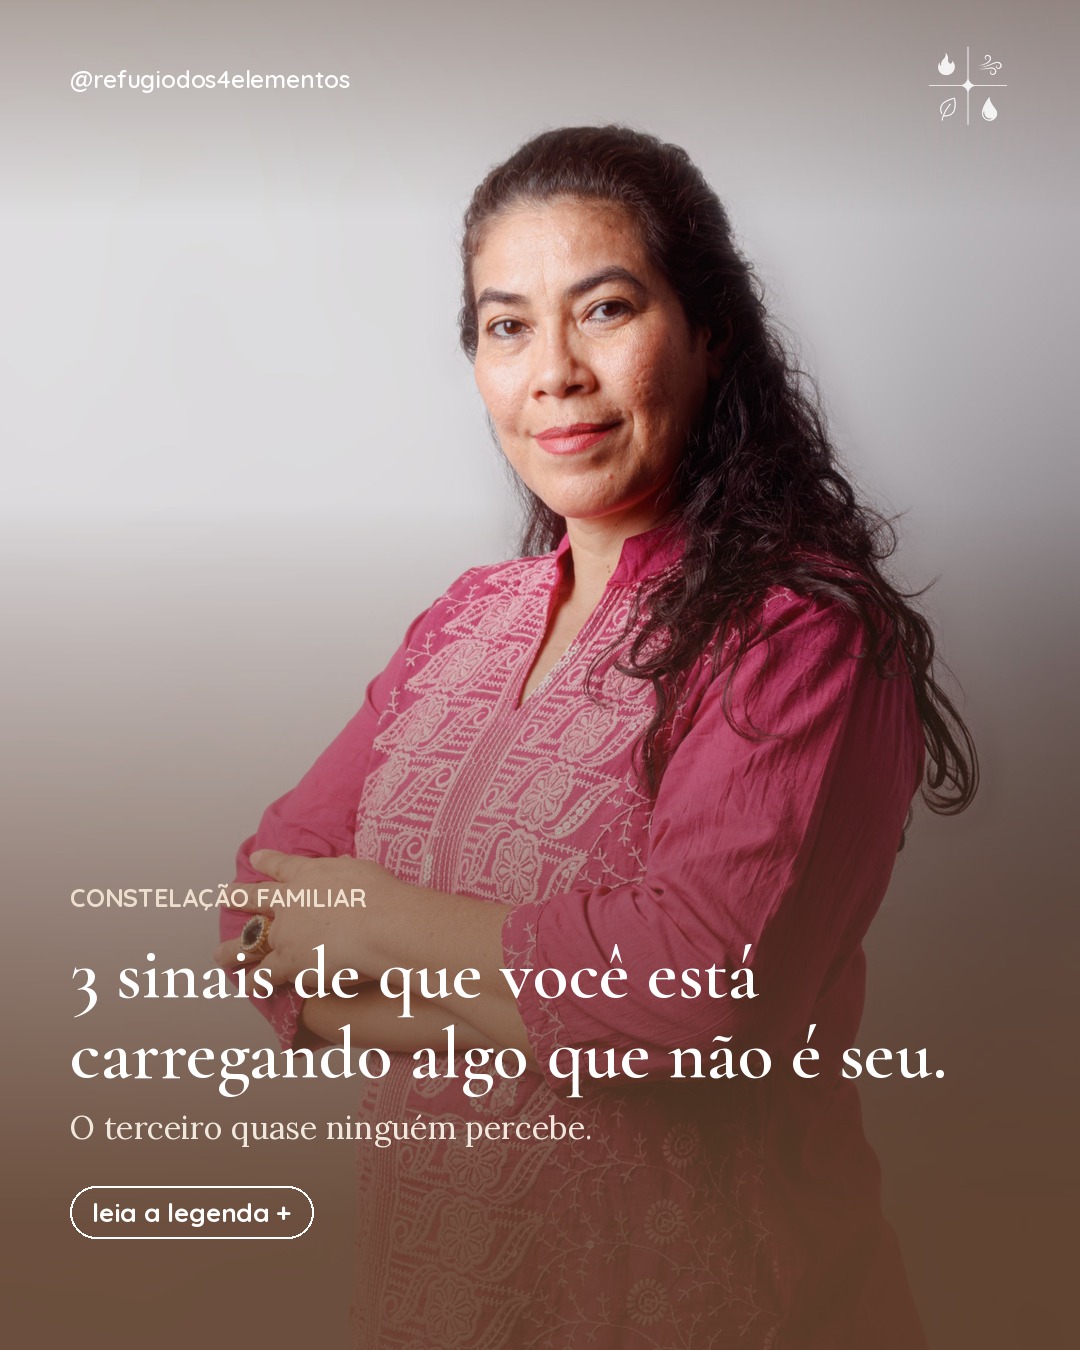 @refugiodos4elementos
CONSTELAÇÃO FAMILIAR
3 sinais de que você está
carregando algo que não é seu.
O terceiro quase ninguém percebe.
leia a legenda +